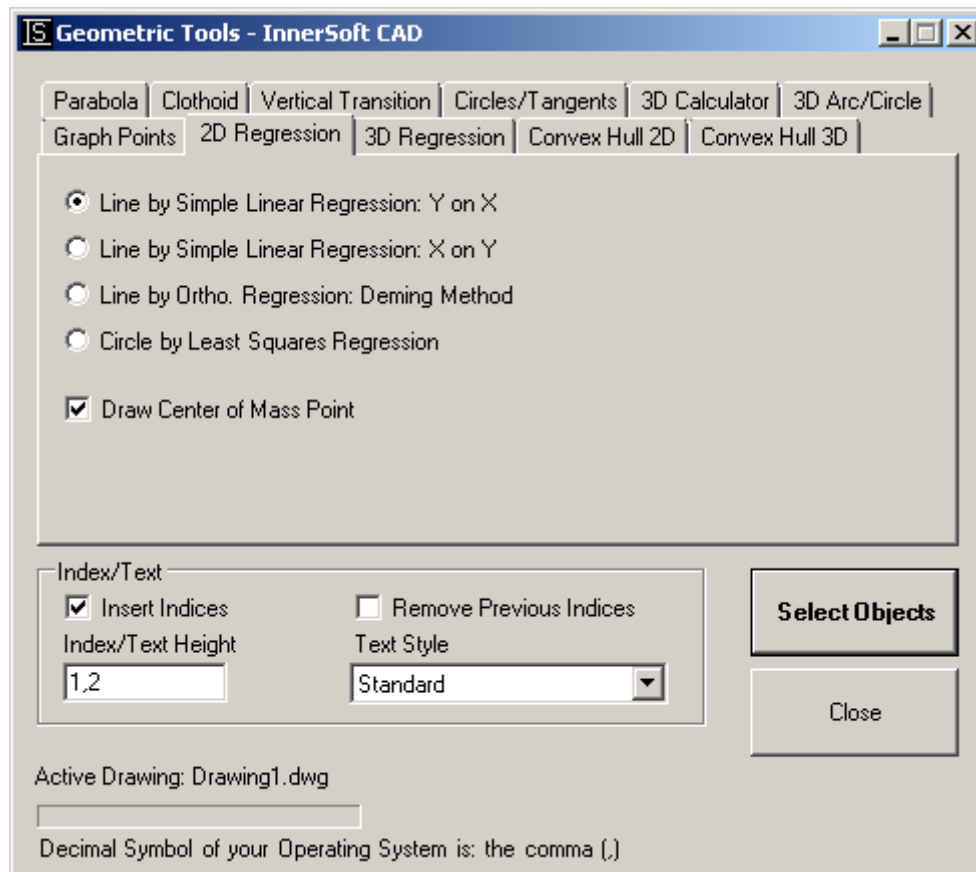 Geometric Tools - InnerSoft CAD
Parabola Clothoid Vertical Transition Circles/Tangents 3D Calculator 3D Arc/Circle
Graph Points 2D Regression 3D Regression Convex Hull 2D Convex Hull 3D
Line by Simple Linear Regression: Y on X
Line by Simple Linear Regression: X on Y
Line by Ortho. Regression: Deming Method
Circle by Least Squares Regression
Draw Center of Mass Point
Index/Text
Insert Indices Remove Previous Indices
Index/Text Height Text Style
1,2 Standard
Select Objects
Close
Active Drawing: Drawing1.dwg
Decimal Symbol of your Operating System is: the comma (,)